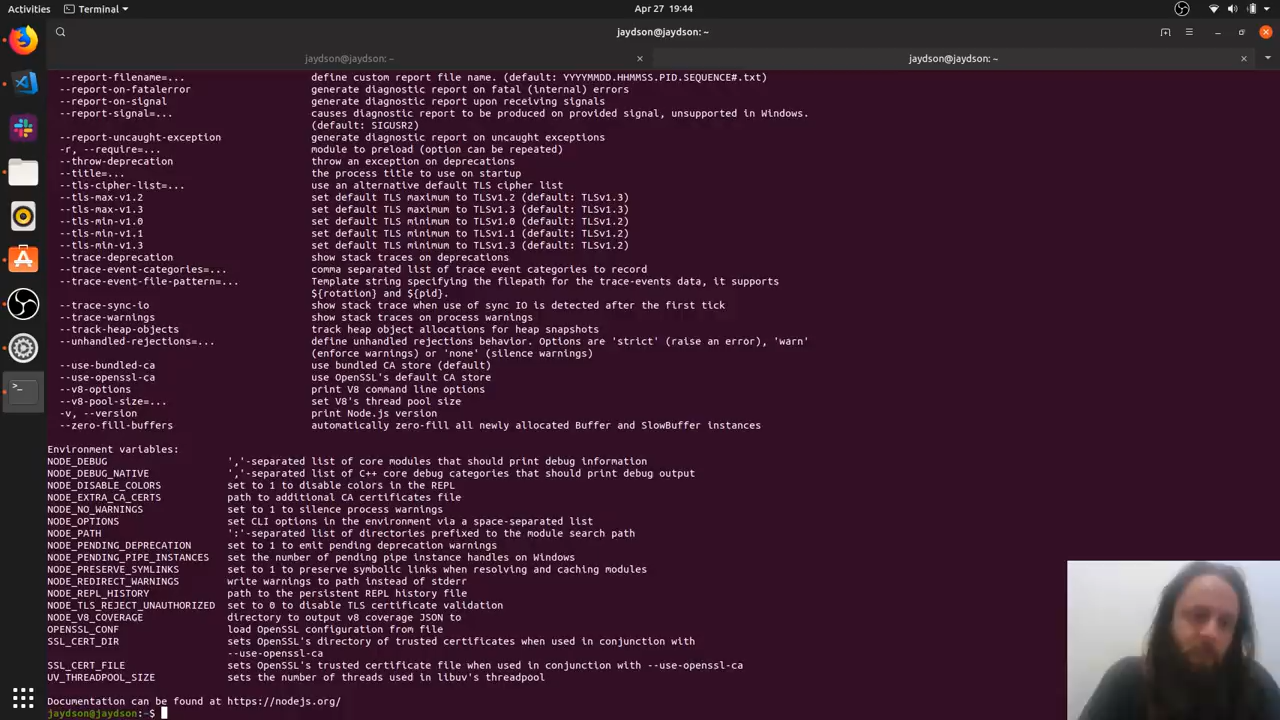 Activities
Terminal
Apr 27 19:44
jaydson@jaydson: ~
jaydson@jaydson: ~
jaydson@jaydson: ~
--report-filename=... define custom report file name. (default: YYYYMMDD.HHMMSS.PID.SEQUENCE#.txt)
--report-on-fatalerror generate diagnostic report on fatal (internal) errors
--report-on-signal generate diagnostic report upon receiving signals
--report-signal=... causes diagnostic report to be produced on provided signal, unsupported in Windows.
(default: SIGUSR2)
--report-uncaught-exception generate diagnostic report on uncaught exceptions
-r, --require=... module to preload (option can be repeated)
--throw-deprecation throw an exception on deprecations
--title=... the process title to use on startup
--tls-cipher-list=... use an alternative default TLS cipher list
--tls-max-v1.2 set default TLS maximum to TLSv1.2 (default: TLSv1.3)
--tls-max-v1.3 set default TLS maximum to TLSv1.3 (default: TLSv1.3)
--tls-min-v1.0 set default TLS minimum to TLSv1.0 (default: TLSv1.2)
--tls-min-v1.1 set default TLS minimum to TLSv1.1 (default: TLSv1.2)
--tls-min-v1.3 set default TLS minimum to TLSv1.3 (default: TLSv1.2)
--trace-deprecation show stack traces on deprecations
--trace-event-categories=... comma separated list of trace event categories to record
--trace-event-file-pattern=... Template string specifying the filepath for the trace-events data, it supports
${rotation} and ${pid}.
--trace-sync-io show stack trace when use of sync IO is detected after the first tick
--trace-warnings show stack traces on process warnings
--track-heap-objects track heap object allocations for heap snapshots
--unhandled-rejections=... define unhandled rejections behavior. Options are 'strict' (raise an error), 'warn'
(enforce warnings) or 'none' (silence warnings)
--use-bundled-ca use bundled CA store (default)
--use-openssl-ca use OpenSSL's default CA store
--v8-options print V8 command line options
--v8-pool-size=... set V8's thread pool size
-v, --version print Node.js version
--zero-fill-buffers automatically zero-fill all newly allocated Buffer and SlowBuffer instances
Environment variables:
NODE_DEBUG ','-separated list of core modules that should print debug information
NODE_DEBUG_NATIVE ','-separated list of C++ core debug categories that should print debug output
NODE_DISABLE_COLORS set to 1 to disable colors in the REPL
NODE_EXTRA_CA_CERTS path to additional CA certificates file
NODE_NO_WARNINGS set to 1 to silence process warnings
NODE_OPTIONS set CLI options in the environment via a space-separated list
NODE_PATH ':'-separated list of directories prefixed to the module search path
NODE_PENDING_DEPRECATION set to 1 to emit pending deprecation warnings
NODE_PENDING_PIPE_INSTANCES set the number of pending pipe instance handles on Windows
NODE_PRESERVE_SYMLINKS set to 1 to preserve symbolic links when resolving and caching modules
NODE_REDIRECT_WARNINGS write warnings to path instead of stderr
NODE_REPL_HISTORY path to the persistent REPL history file
NODE_TLS_REJECT_UNAUTHORIZED set to 0 to disable TLS certificate validation
NODE_V8_COVERAGE directory to output v8 coverage JSON to
OPENSSL_CONF load OpenSSL configuration from file
SSL_CERT_DIR sets OpenSSL's directory of trusted certificates when used in conjunction with
--use-openssl-ca
SSL_CERT_FILE sets OpenSSL's trusted certificate file when used in conjunction with --use-openssl-ca
UV_THREADPOOL_SIZE sets the number of threads used in libuv's threadpool
Documentation can be found at https://nodejs.org/
jaydson@jaydson:~$